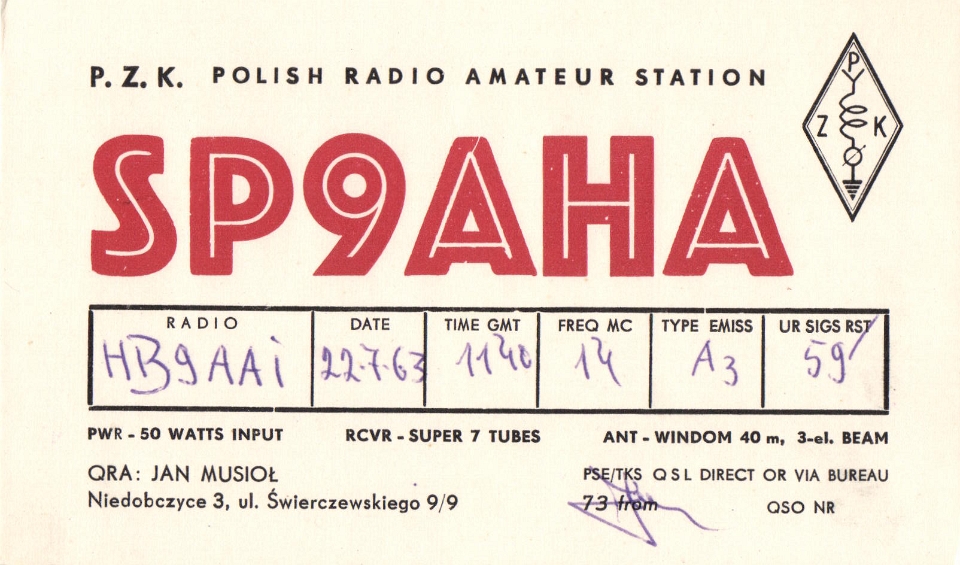 P. Z. K. POLISH RADIO AMATEUR STATION
P
Z K
SP9AHA
RADIO DATE TIME GMT FREQ MC TYPE EMISS UR SIGS RST
HB9AAi 22.7.63 1140 14 A3 59
PWR - 50 WATTS INPUT RCVR - SUPER 7 TUBES ANT - WINDOM 40 m, 3-el. BEAM
QRA: JAN MUSIOŁ PSE/TKS QSL DIRECT OR VIA BUREAU
Niedobczyce 3, ul. Świerczewskiego 9/9 73 from QSO NR